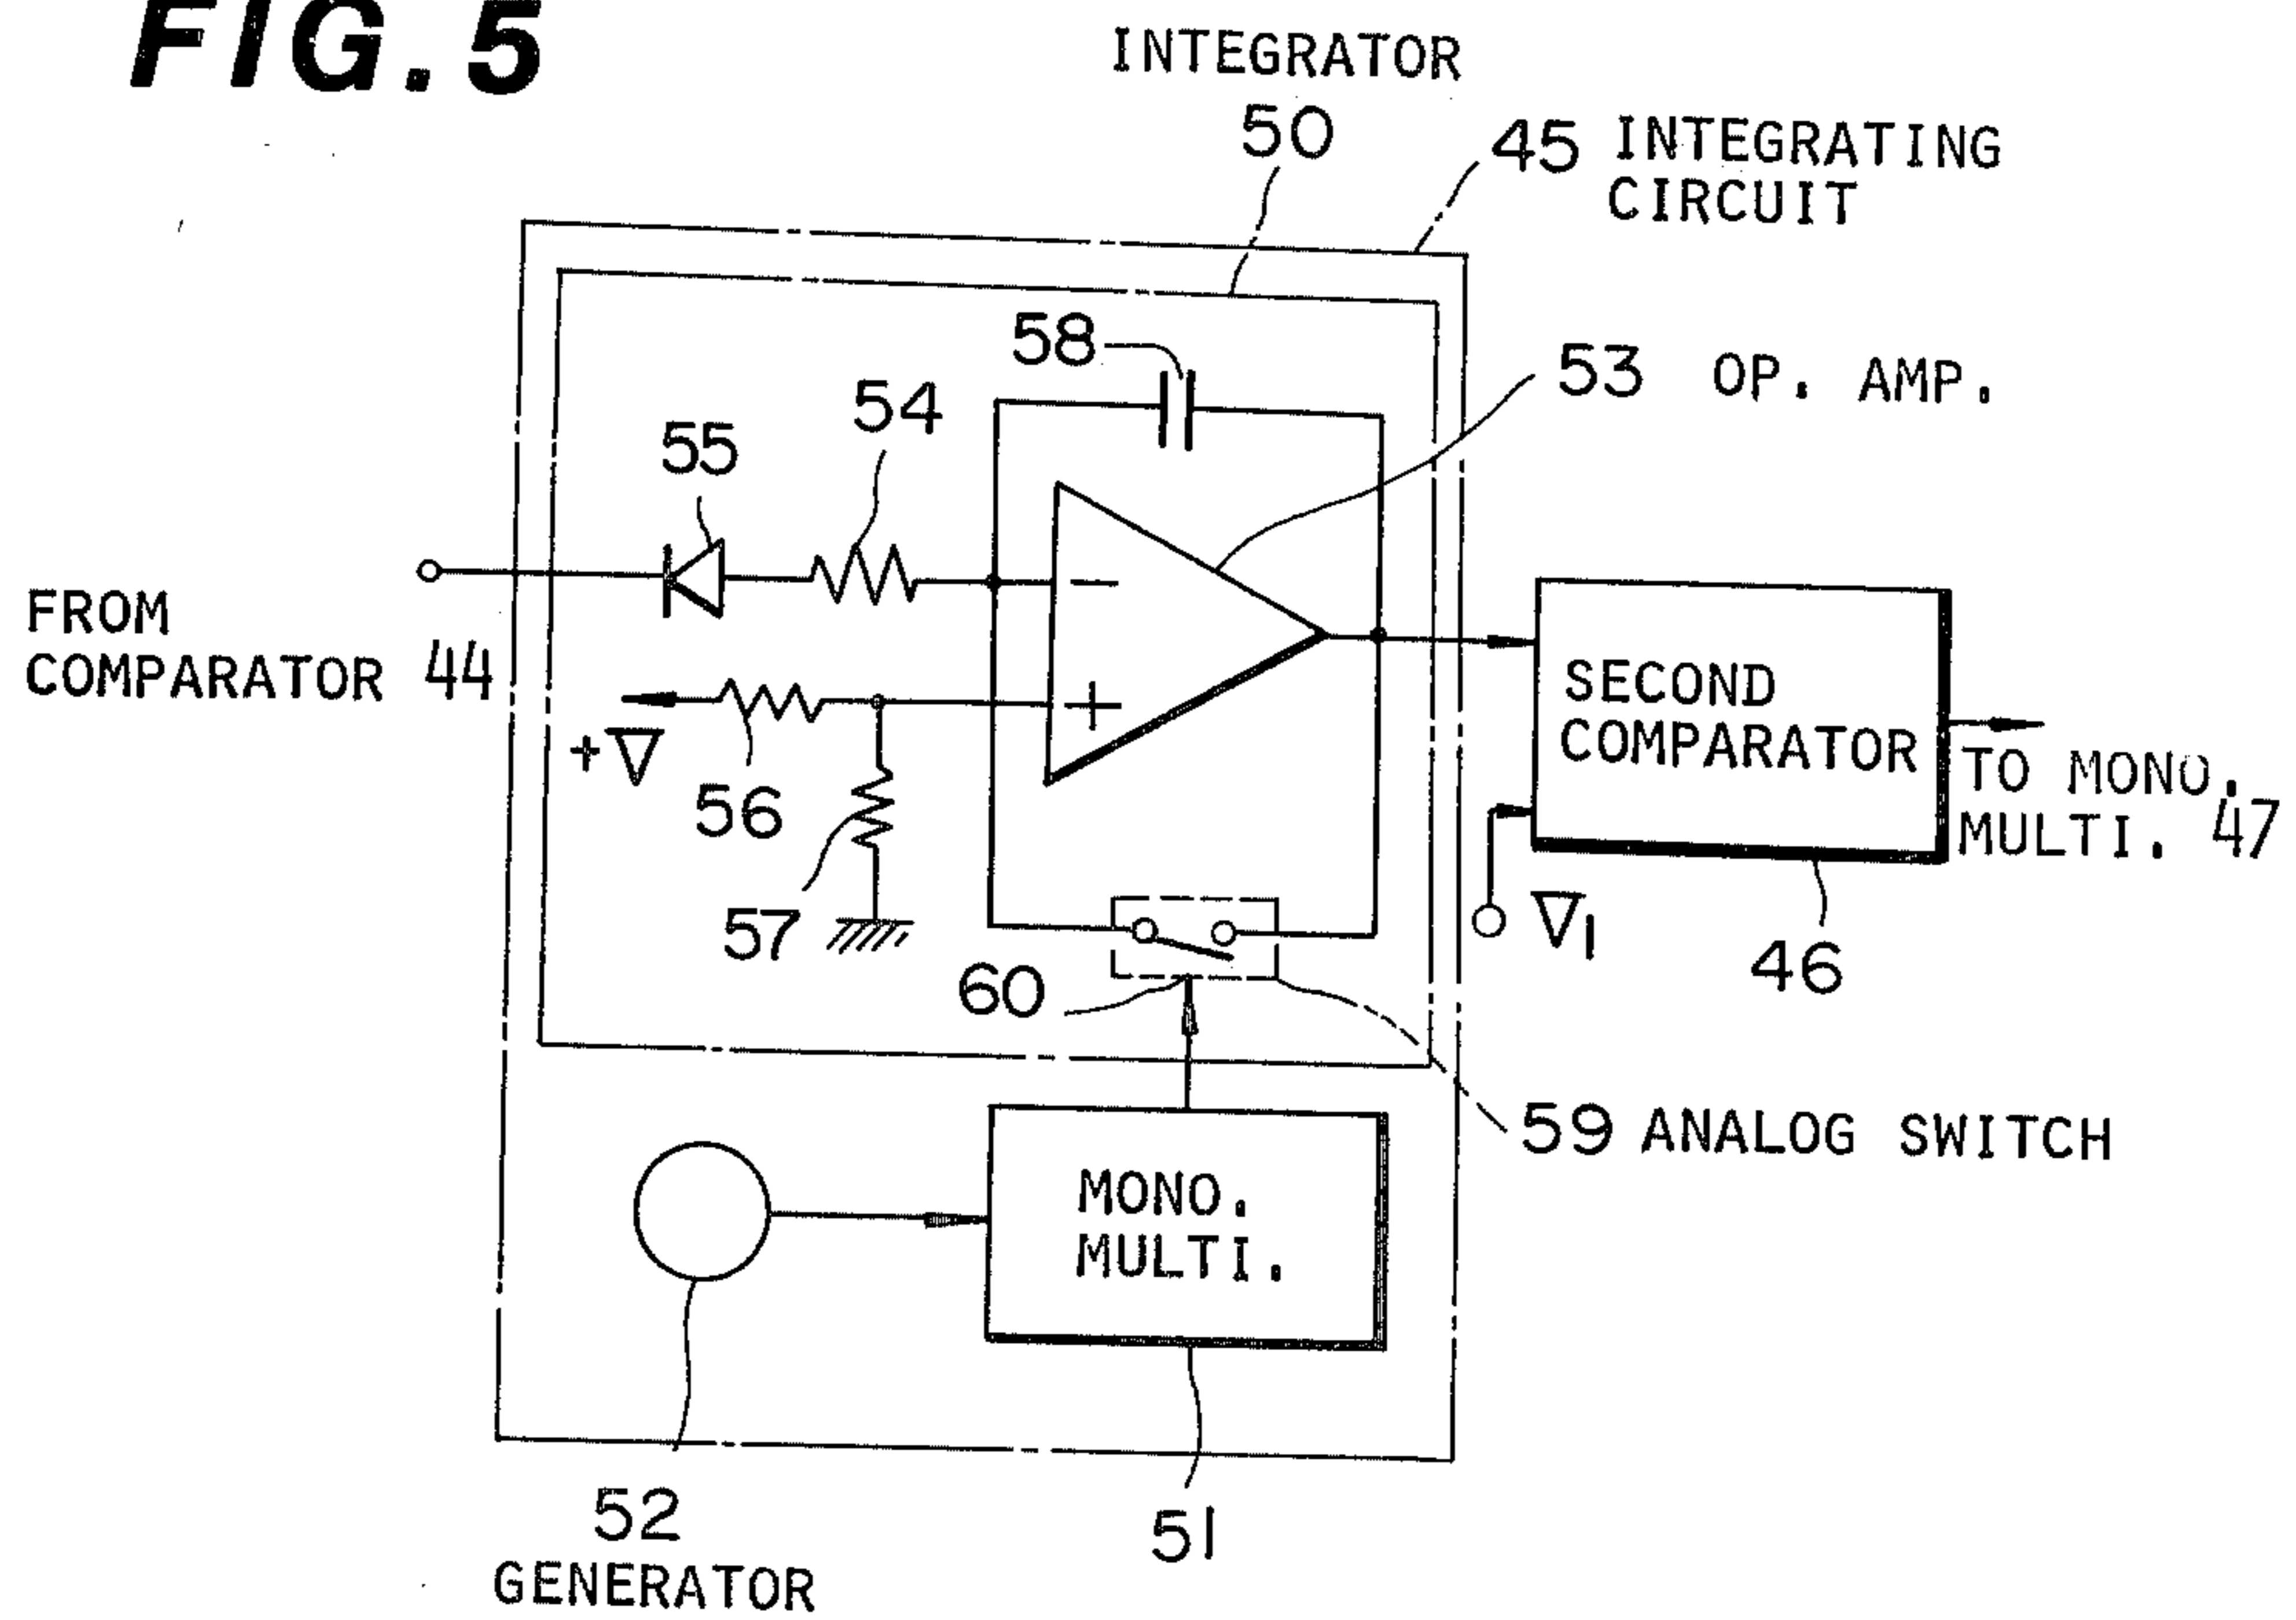 FIG.5
INTEGRATOR
50
45 INTEGRATING
CIRCUIT
58
53 OP. AMP.
54
55
−
FROM
COMPARATOR 44
+
+V
56
57
SECOND
COMPARATOR
TO MONO.
MULTI. 47
V1
46
60
59 ANALOG SWITCH
MONO.
MULTI.
52
GENERATOR
51